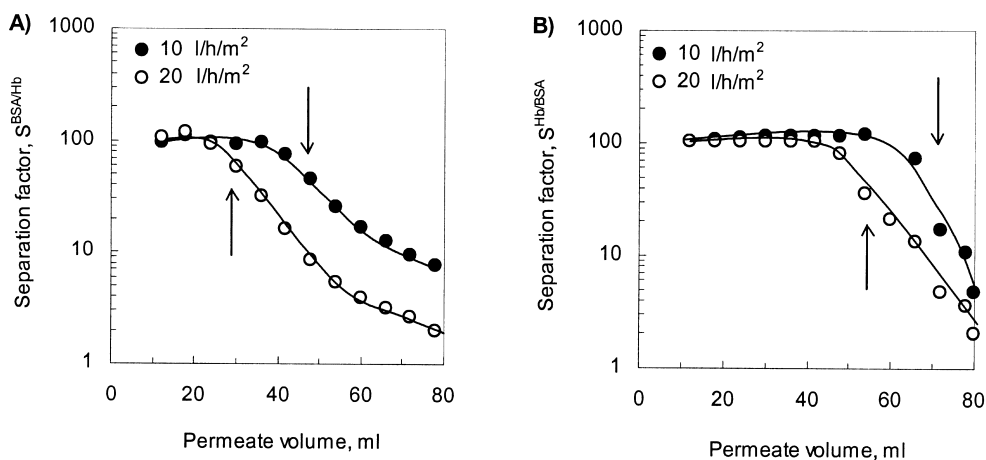 A)
Separation factor, S^BSA/Hb
1000
100
10
1
● 10 l/h/m²
○ 20 l/h/m²
0 20 40 60 80
Permeate volume, ml
B)
Separation factor, S^Hb/BSA
1000
100
10
1
● 10 l/h/m²
○ 20 l/h/m²
0 20 40 60 80
Permeate volume, ml